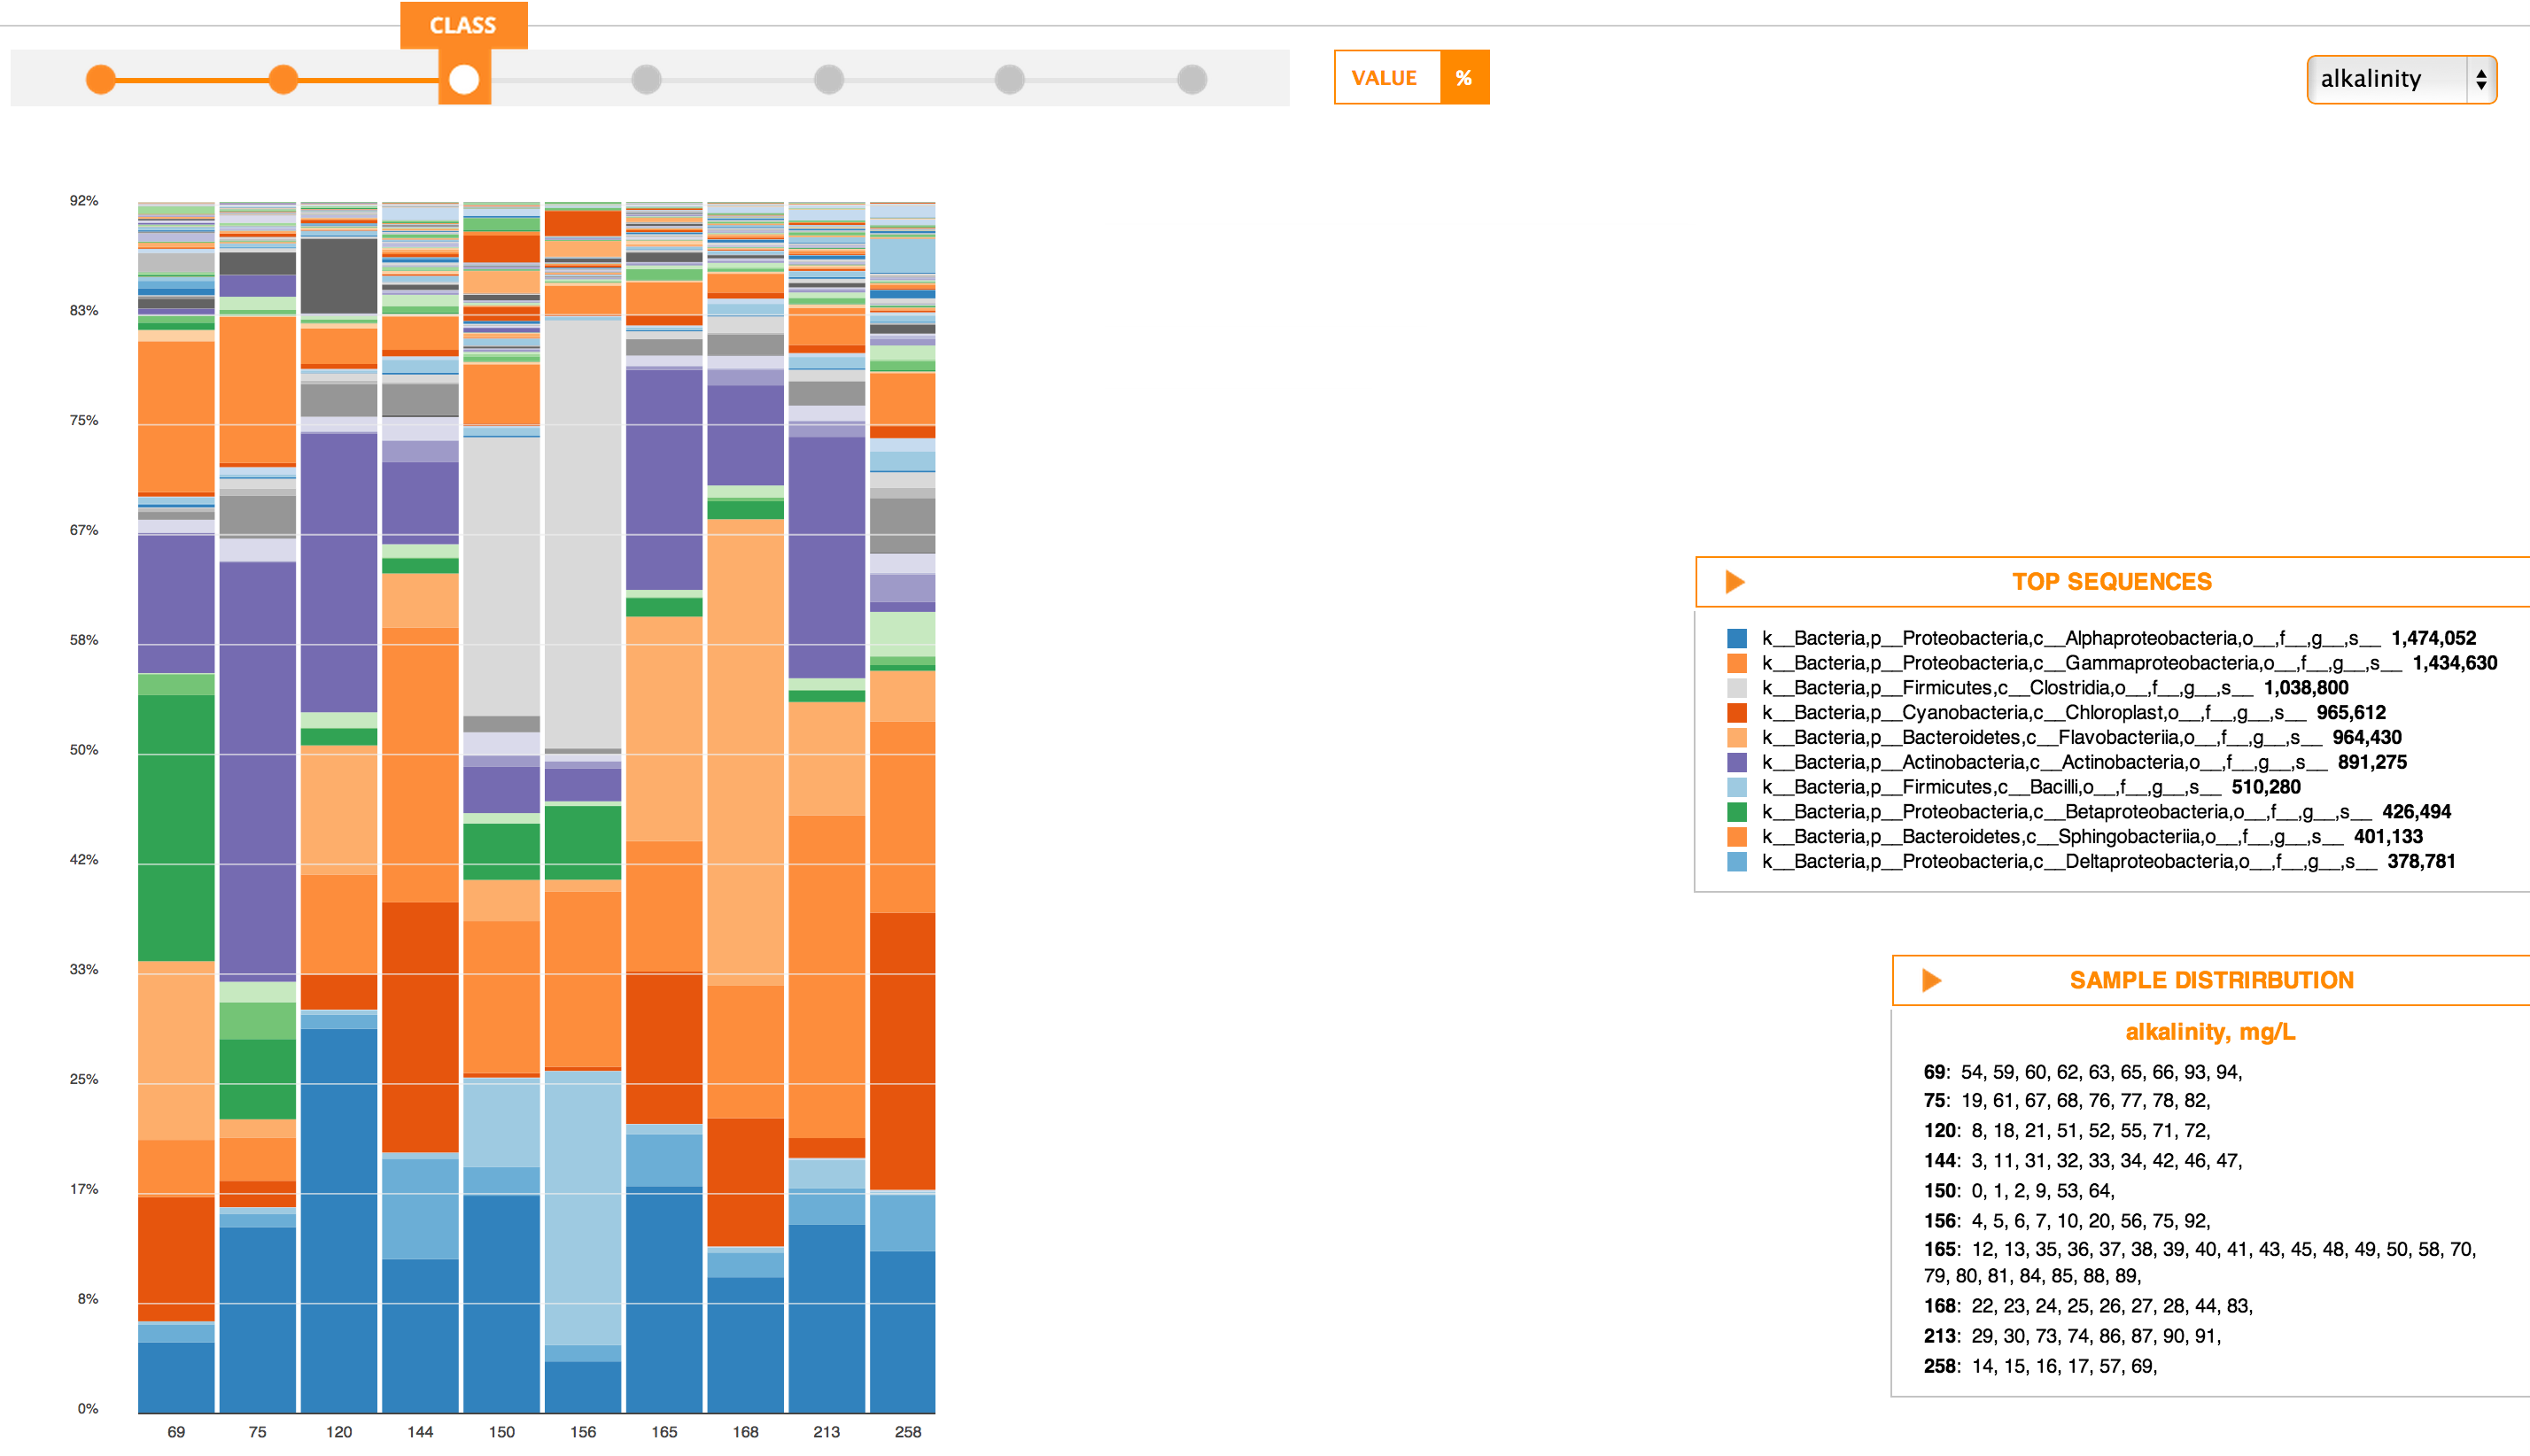 CLASS
VALUE %
alkalinity
92%
83%
75%
67%
58%
50%
42%
33%
25%
17%
8%
0%
69 75 120 144 150 156 165 168 213 258
TOP SEQUENCES
k__Bacteria,p__Proteobacteria,c__Alphaproteobacteria,o__,f__,g__,s__ 1,474,052
k__Bacteria,p__Proteobacteria,c__Gammaproteobacteria,o__,f__,g__,s__ 1,434,630
k__Bacteria,p__Firmicutes,c__Clostridia,o__,f__,g__,s__ 1,038,800
k__Bacteria,p__Cyanobacteria,c__Chloroplast,o__,f__,g__,s__ 965,612
k__Bacteria,p__Bacteroidetes,c__Flavobacteriia,o__,f__,g__,s__ 964,430
k__Bacteria,p__Actinobacteria,c__Actinobacteria,o__,f__,g__,s__ 891,275
k__Bacteria,p__Firmicutes,c__Bacilli,o__,f__,g__,s__ 510,280
k__Bacteria,p__Proteobacteria,c__Betaproteobacteria,o__,f__,g__,s__ 426,494
k__Bacteria,p__Bacteroidetes,c__Sphingobacteriia,o__,f__,g__,s__ 401,133
k__Bacteria,p__Proteobacteria,c__Deltaproteobacteria,o__,f__,g__,s__ 378,781
SAMPLE DISTRIRBUTION
alkalinity, mg/L
69: 54, 59, 60, 62, 63, 65, 66, 93, 94,
75: 19, 61, 67, 68, 76, 77, 78, 82,
120: 8, 18, 21, 51, 52, 55, 71, 72,
144: 3, 11, 31, 32, 33, 34, 42, 46, 47,
150: 0, 1, 2, 9, 53, 64,
156: 4, 5, 6, 7, 10, 20, 56, 75, 92,
165: 12, 13, 35, 36, 37, 38, 39, 40, 41, 43, 45, 48, 49, 50, 58, 70,
79, 80, 81, 84, 85, 88, 89,
168: 22, 23, 24, 25, 26, 27, 28, 44, 83,
213: 29, 30, 73, 74, 86, 87, 90, 91,
258: 14, 15, 16, 17, 57, 69,